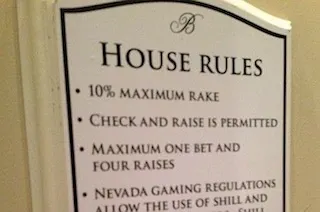 B
HOUSE RULES
• 10% MAXIMUM RAKE
• CHECK AND RAISE IS PERMITTED
• MAXIMUM ONE BET AND
FOUR RAISES
• NEVADA GAMING REGULATIONS
ALLOW THE USE OF SHILL AND
SHILL